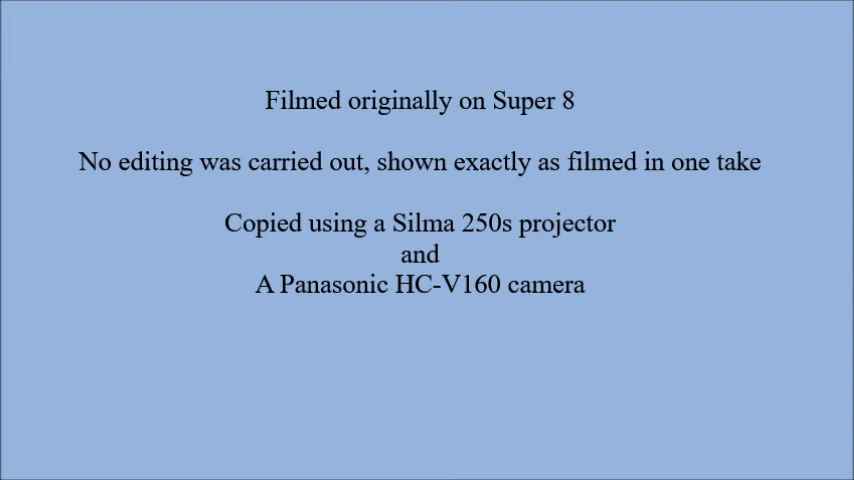 Filmed originally on Super 8
No editing was carried out, shown exactly as filmed in one take
Copied using a Silma 250s projector
and
A Panasonic HC-V160 camera